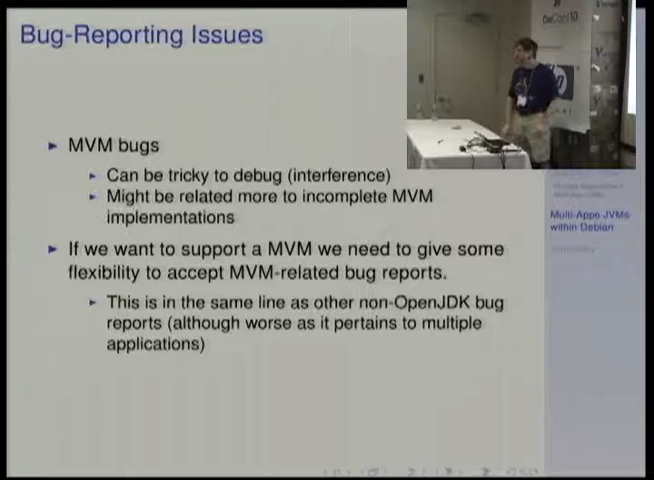 Bug-Reporting Issues
DebConf10
hp
MVM bugs
Can be tricky to debug (interference)
Might be related more to incomplete MVM
implementations
If we want to support a MVM we need to give some
flexibility to accept MVM-related bug reports.
This is in the same line as other non-OpenJDK bug
reports (although worse as it pertains to multiple
applications)
Multi-Apps JVMs
within Debian